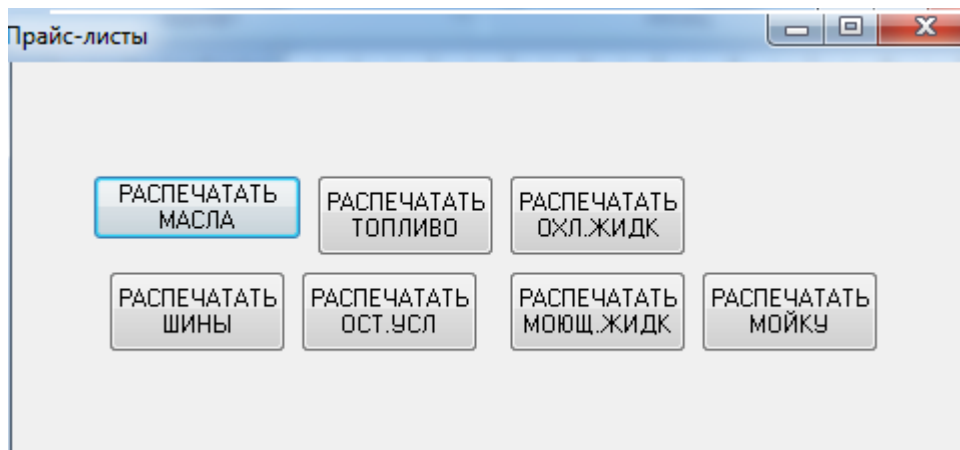 Прайс-листы
РАСПЕЧАТАТЬ
МАСЛА
РАСПЕЧАТАТЬ
ТОПЛИВО
РАСПЕЧАТАТЬ
ОХЛ.ЖИДК
РАСПЕЧАТАТЬ
ШИНЫ
РАСПЕЧАТАТЬ
ОСТ.УСЛ
РАСПЕЧАТАТЬ
МОЮЩ.ЖИДК
РАСПЕЧАТАТЬ
МОЙКУ